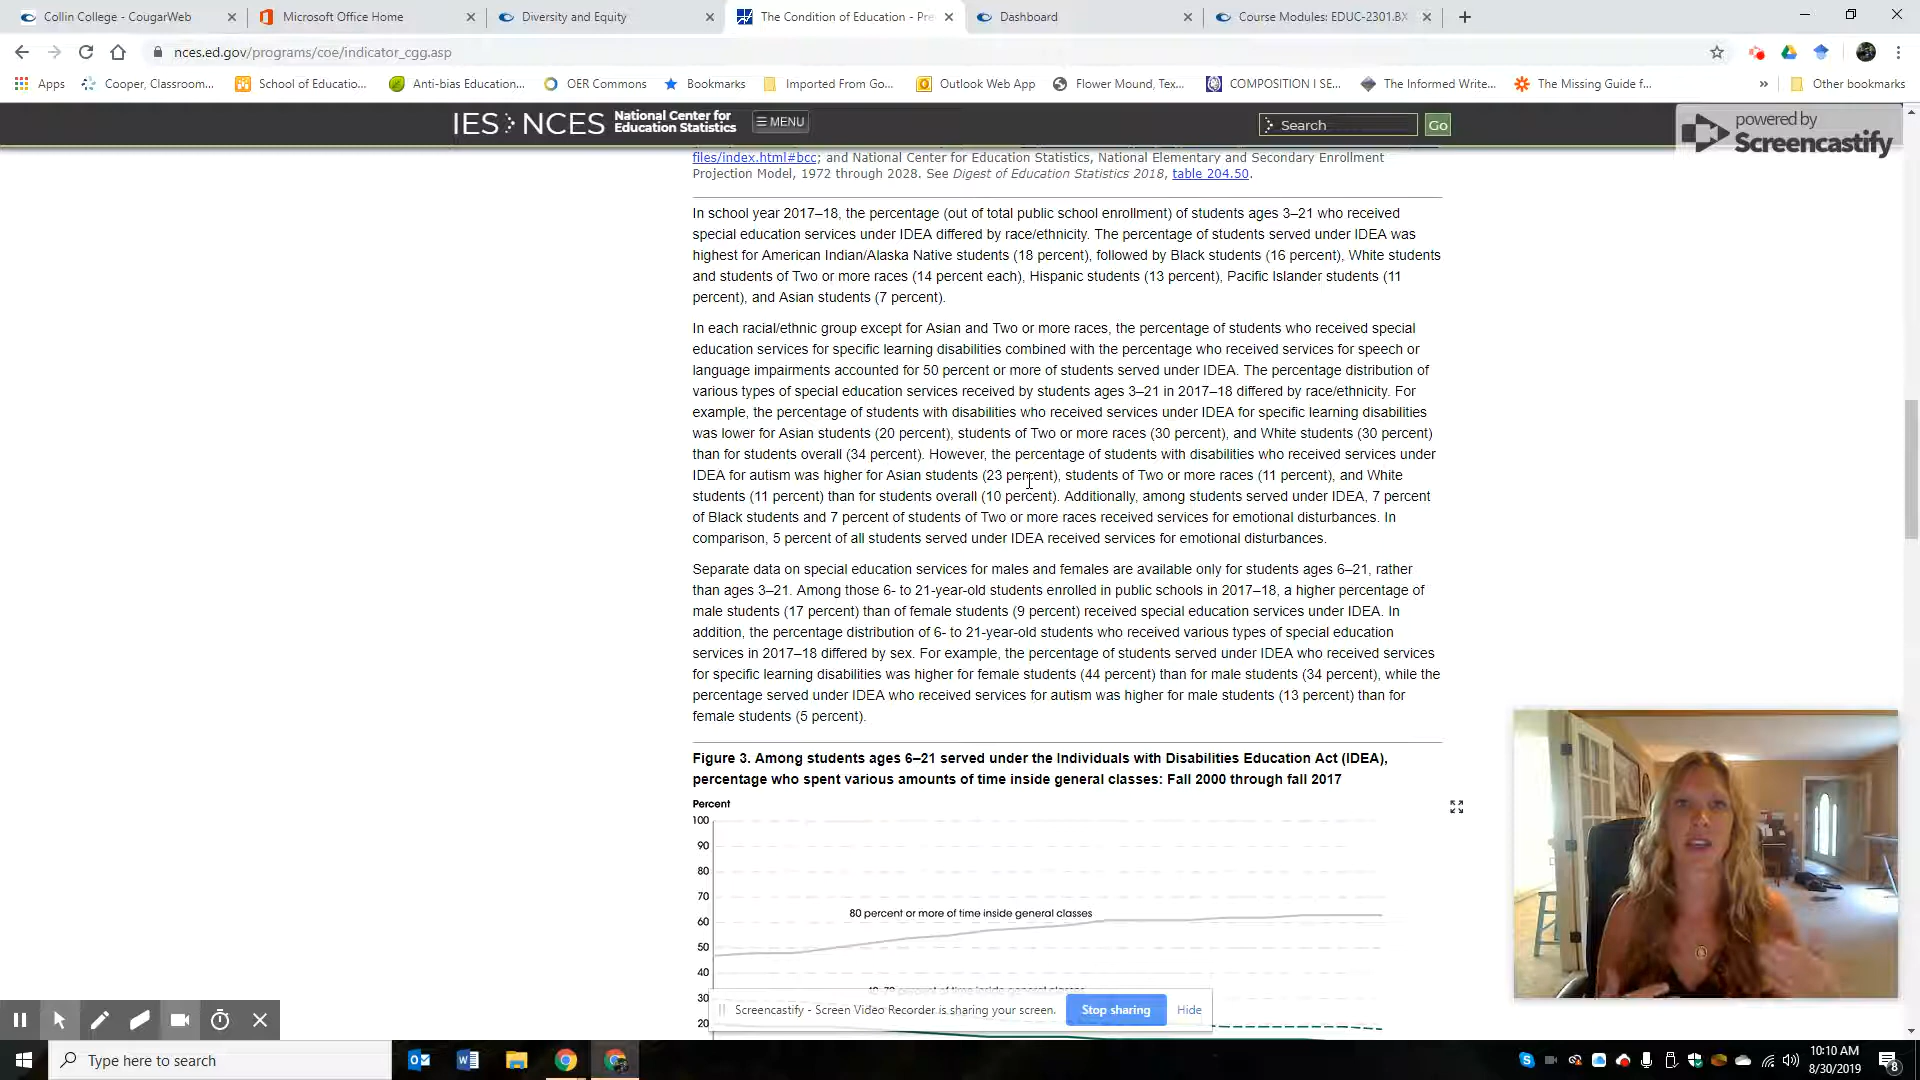 Collin College - CougarWeb
Microsoft Office Home
Diversity and Equity
The Condition of Education - Pre
Dashboard
Course Modules: EDUC-2301.BX
nces.ed.gov/programs/coe/indicator_cgg.asp
Apps
Cooper, Classroom...
School of Educatio...
Anti-bias Education...
OER Commons
Bookmarks
Imported From Go...
Outlook Web App
Flower Mound, Tex...
COMPOSITION I SE...
The Informed Write...
The Missing Guide f...
»
Other bookmarks
IES NCES National Center for
Education Statistics
MENU
Search
Go
powered by
Screencastify
files/index.html#bcc; and National Center for Education Statistics, National Elementary and Secondary Enrollment
Projection Model, 1972 through 2028. See Digest of Education Statistics 2018, table 204.50.
In school year 2017–18, the percentage (out of total public school enrollment) of students ages 3–21 who received
special education services under IDEA differed by race/ethnicity. The percentage of students served under IDEA was
highest for American Indian/Alaska Native students (18 percent), followed by Black students (16 percent), White students
and students of Two or more races (14 percent each), Hispanic students (13 percent), Pacific Islander students (11
percent), and Asian students (7 percent).
In each racial/ethnic group except for Asian and Two or more races, the percentage of students who received special
education services for specific learning disabilities combined with the percentage who received services for speech or
language impairments accounted for 50 percent or more of students served under IDEA. The percentage distribution of
various types of special education services received by students ages 3–21 in 2017–18 differed by race/ethnicity. For
example, the percentage of students with disabilities who received services under IDEA for specific learning disabilities
was lower for Asian students (20 percent), students of Two or more races (30 percent), and White students (30 percent)
than for students overall (34 percent). However, the percentage of students with disabilities who received services under
IDEA for autism was higher for Asian students (23 percent), students of Two or more races (11 percent), and White
students (11 percent) than for students overall (10 percent). Additionally, among students served under IDEA, 7 percent
of Black students and 7 percent of students of Two or more races received services for emotional disturbances. In
comparison, 5 percent of all students served under IDEA received services for emotional disturbances.
Separate data on special education services for males and females are available only for students ages 6–21, rather
than ages 3–21. Among those 6- to 21-year-old students enrolled in public schools in 2017–18, a higher percentage of
male students (17 percent) than of female students (9 percent) received special education services under IDEA. In
addition, the percentage distribution of 6- to 21-year-old students who received various types of special education
services in 2017–18 differed by sex. For example, the percentage of students served under IDEA who received services
for specific learning disabilities was higher for female students (44 percent) than for male students (34 percent), while the
percentage served under IDEA who received services for autism was higher for male students (13 percent) than for
female students (5 percent).
Figure 3. Among students ages 6–21 served under the Individuals with Disabilities Education Act (IDEA),
percentage who spent various amounts of time inside general classes: Fall 2000 through fall 2017
Percent
100
90
80
70
60
50
40
30
20
80 percent or more of time inside general classes
Screencastify - Screen Video Recorder is sharing your screen.
Stop sharing
Hide
Type here to search
10:10 AM
8/30/2019
8